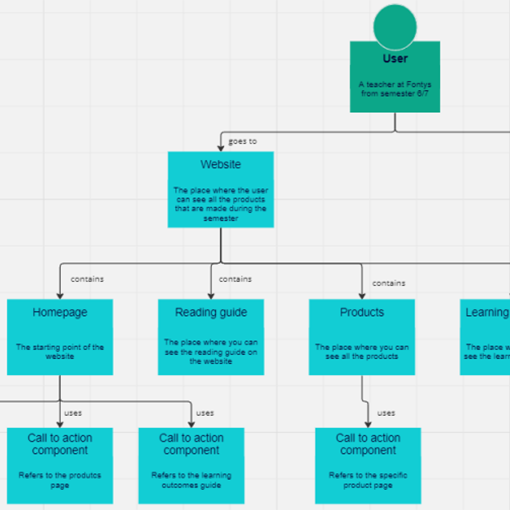 User
A teacher at Fontys
from semester 6/7
goes to
Website
The place where the user
can see all the products
that are made during the
semester
contains
contains
contains
Homepage
The starting point of the
website
Reading guide
The place where you can
see the reading guide on
the website
Products
The place where you can
see all the products
Learning
The place w
see the lear
uses
uses
uses
Call to action
component
Refers to the produtcs
page
Call to action
component
Refers to the learning
outcomes guide
Call to action
component
Refers to the specific
product page